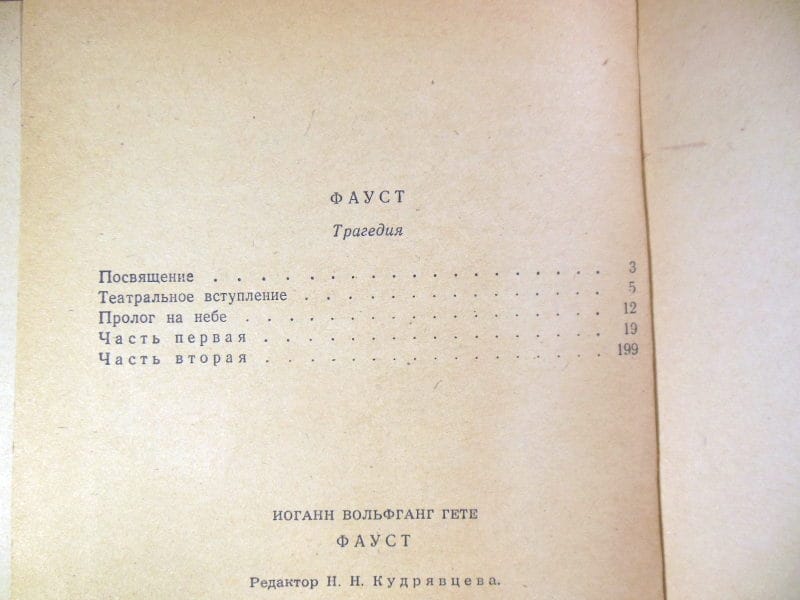 ФАУСТ
Трагедия
Посвящение . . . . . . . . . . . . . . . . . 3
Театральное вступление . . . . . . . . . . . . . 5
Пролог на небе . . . . . . . . . . . . . . . 12
Часть первая . . . . . . . . . . . . . . . 19
Часть вторая . . . . . . . . . . . . . . . 199
ИОГАНН ВОЛЬФГАНГ ГЕТЕ
ФАУСТ
Редактор Н. Н. Кудрявцева.